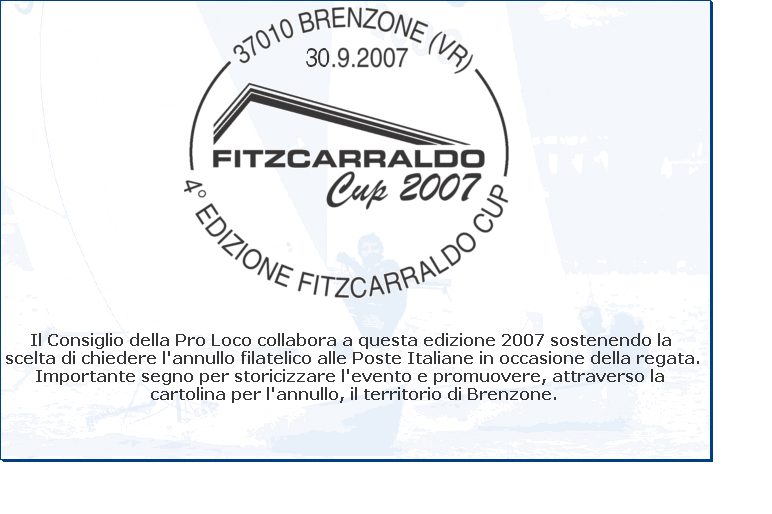 37010 BRENZONE (VR)
30.9.2007
FITZCARRALDO
Cup 2007
4° EDIZIONE FITZCARRALDO CUP
Il Consiglio della Pro Loco collabora a questa edizione 2007 sostenendo la
scelta di chiedere l'annullo filatelico alle Poste Italiane in occasione della regata.
Importante segno per storicizzare l'evento e promuovere, attraverso la
cartolina per l'annullo, il territorio di Brenzone.